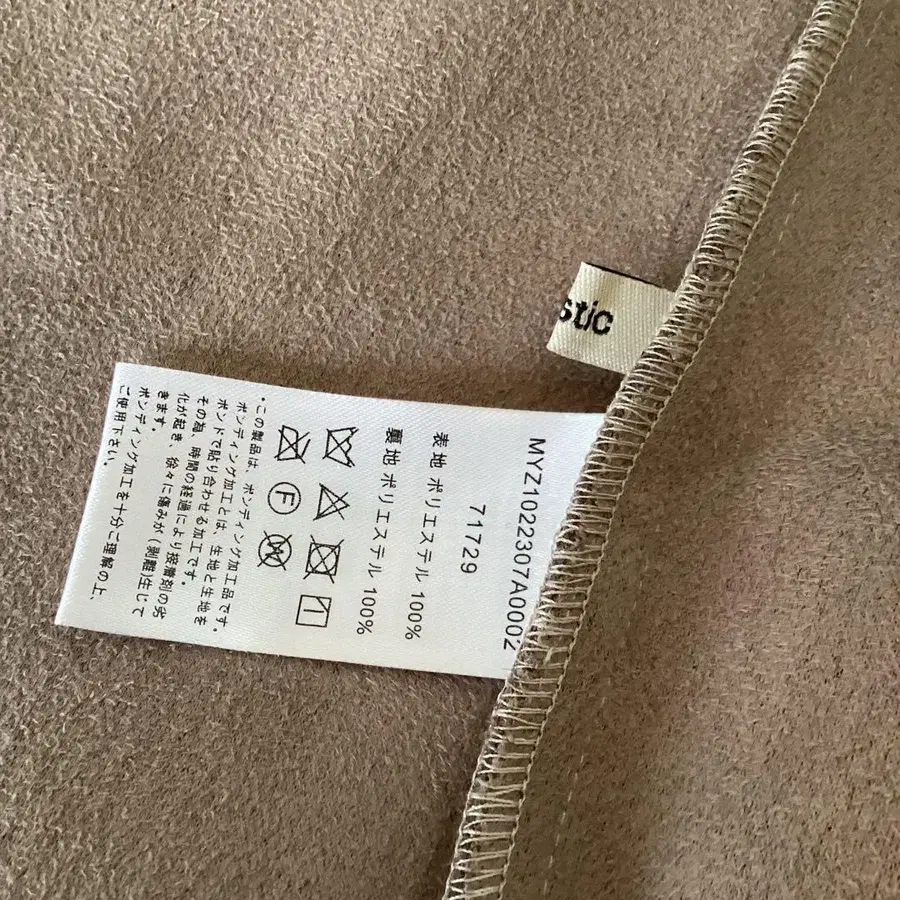 stic
MYZ1022307A0002
71729
表地 ポリエステル 100%
裏地 ポリエステル 100%
F
W
・この製品は、ボンディング加工品です。
ボンディング加工とは、生地と生地を
ボンドで貼り合わせる加工です。
その為、時間の経過により接着剤の劣
化が起き、徐々に傷みが（剥離）生じて
きます。
ボンディング加工を十分ご理解の上、
ご使用下さい。